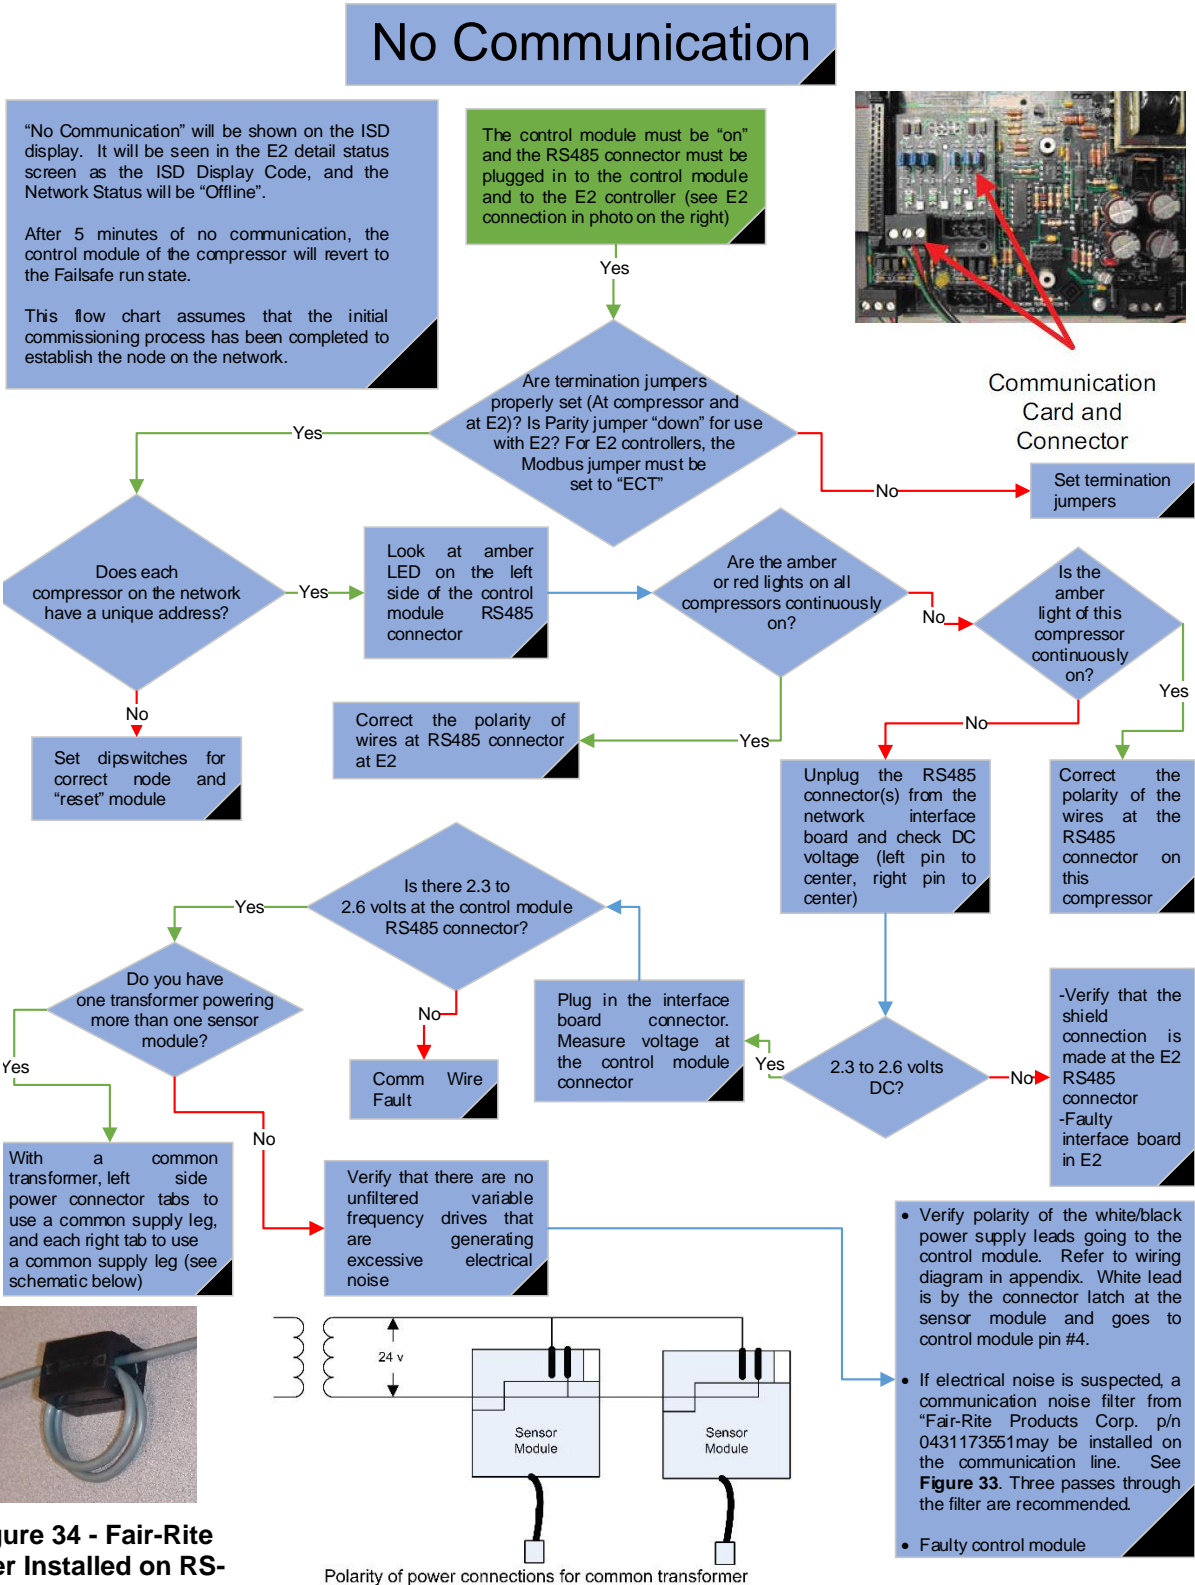 No Communication
“No Communication” will be shown on the ISD
display. It will be seen in the E2 detail status
screen as the ISD Display Code, and the
Network Status will be “Offline”.
After 5 minutes of no communication, the
control module of the compressor will revert to
the Failsafe run state.
This flow chart assumes that the initial
commissioning process has been completed to
establish the node on the network.
The control module must be “on”
and the RS485 connector must be
plugged in to the control module
and to the E2 controller (see E2
connection in photo on the right)
Yes
Communication
Card and
Connector
Are termination jumpers
properly set (At compressor and
at E2)? Is Parity jumper “down” for use
with E2? For E2 controllers, the
Modbus jumper must be
set to “ECT”
Yes
No
Set termination
jumpers
Does each
compressor on the network
have a unique address?
Yes
No
Set dipswitches for
correct node and
“reset” module
Look at amber
LED on the left
side of the control
module RS485
connector
Are the amber
or red lights on all
compressors continuously
on?
No
Yes
Correct the polarity of
wires at RS485 connector
at E2
Is the
amber
light of this
compressor
continuously
on?
Yes
No
Correct the
polarity of the
wires at the
RS485
connector on
this
compressor
Unplug the RS485
connector(s) from the
network interface
board and check DC
voltage (left pin to
center, right pin to
center)
2.3 to 2.6 volts
DC?
No
-Verify that the
shield
connection is
made at the E2
RS485
connector
-Faulty
interface board
in E2
Yes
Plug in the interface
board connector.
Measure voltage at
the control module
connector
Is there 2.3 to
2.6 volts at the control module
RS485 connector?
Yes
No
Comm Wire
Fault
Do you have
one transformer powering
more than one sensor
module?
Yes
No
With a common
transformer, left side
power connector tabs to
use a common supply leg,
and each right tab to use
a common supply leg (see
schematic below)
Verify that there are no
unfiltered variable
frequency drives that
are generating
excessive electrical
noise
• Verify polarity of the white/black
power supply leads going to the
control module. Refer to wiring
diagram in appendix. White lead
is by the connector latch at the
sensor module and goes to
control module pin #4.
• If electrical noise is suspected, a
communication noise filter from
“Fair-Rite Products Corp. p/n
0431173551may be installed on
the communication line. See
Figure 33. Three passes through
the filter are recommended.
• Faulty control module
24 v
Sensor
Module
Sensor
Module
Polarity of power connections for common transformer
gure 34 - Fair-Rite
er Installed on RS-